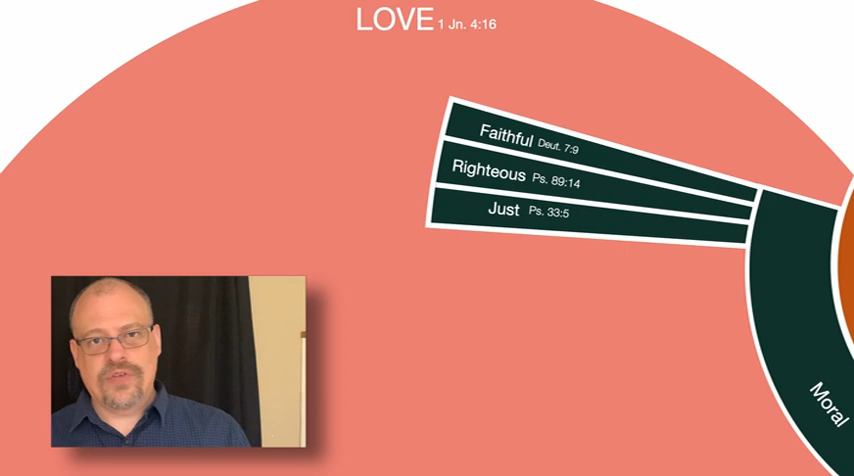 LOVE 1 Jn. 4:16
Faithful Deut. 7:9
Righteous Ps. 89:14
Just Ps. 33:5
Moral